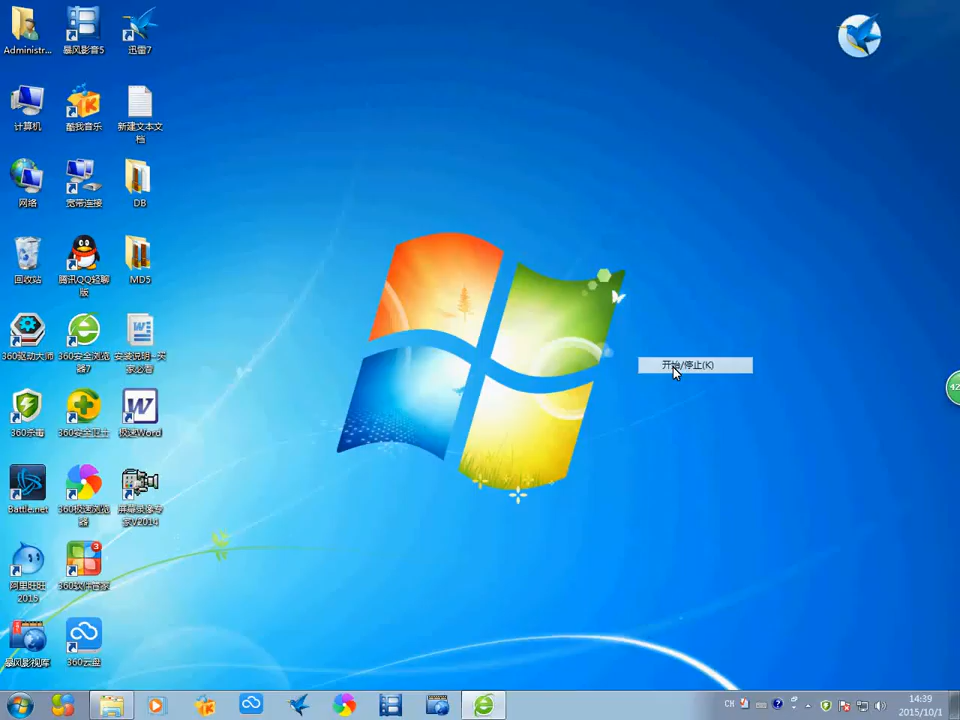 Administr...
暴风影音5
迅雷7
计算机
酷我音乐
新建文本文
档
网络
宽带连接
DB
回收站
腾讯QQ轻聊
版
MD5
360驱动大师
360安全浏览
器7
安装说明--买
家必看
360杀毒
360安全卫士
极速Word
Battle.net
360极速浏览
器
屏幕录像专
家V2014
阿里旺旺
2015
3
360软件管家
暴风影视库
360云盘
开始/停止(K)
42
CH
14:39
2015/10/1